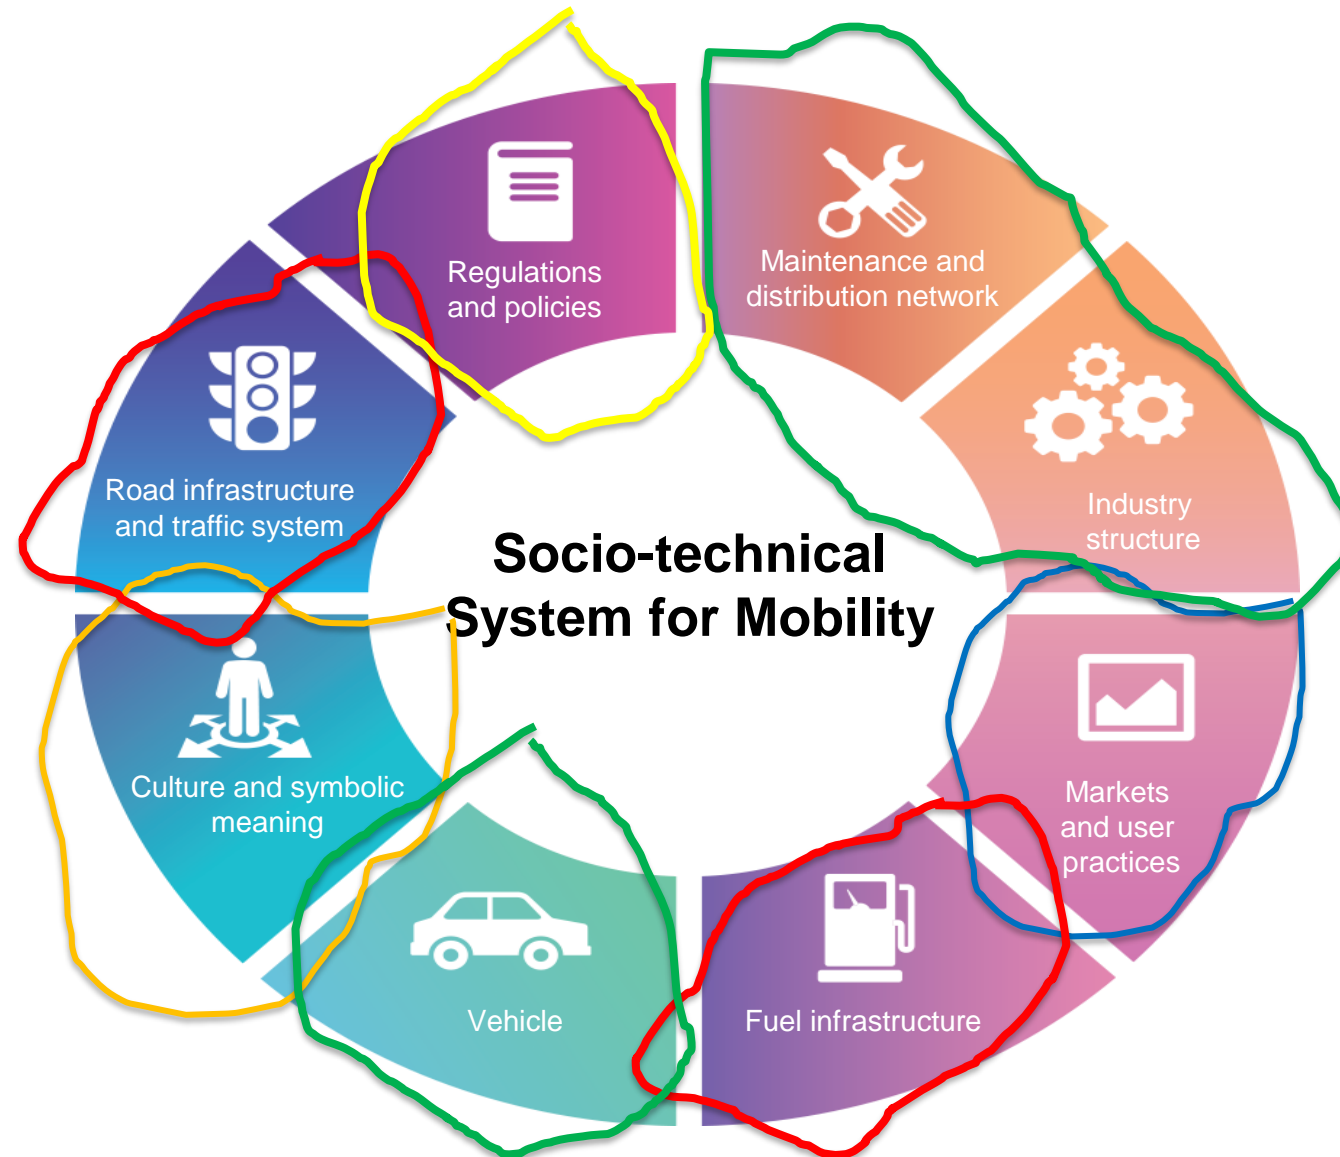 Regulations
and policies
Maintenance and
distribution network
Industry
structure
Markets
and user
practices
Fuel infrastructure
Vehicle
Culture and symbolic
meaning
Road infrastructure
and traffic system
Socio-technical
System for Mobility